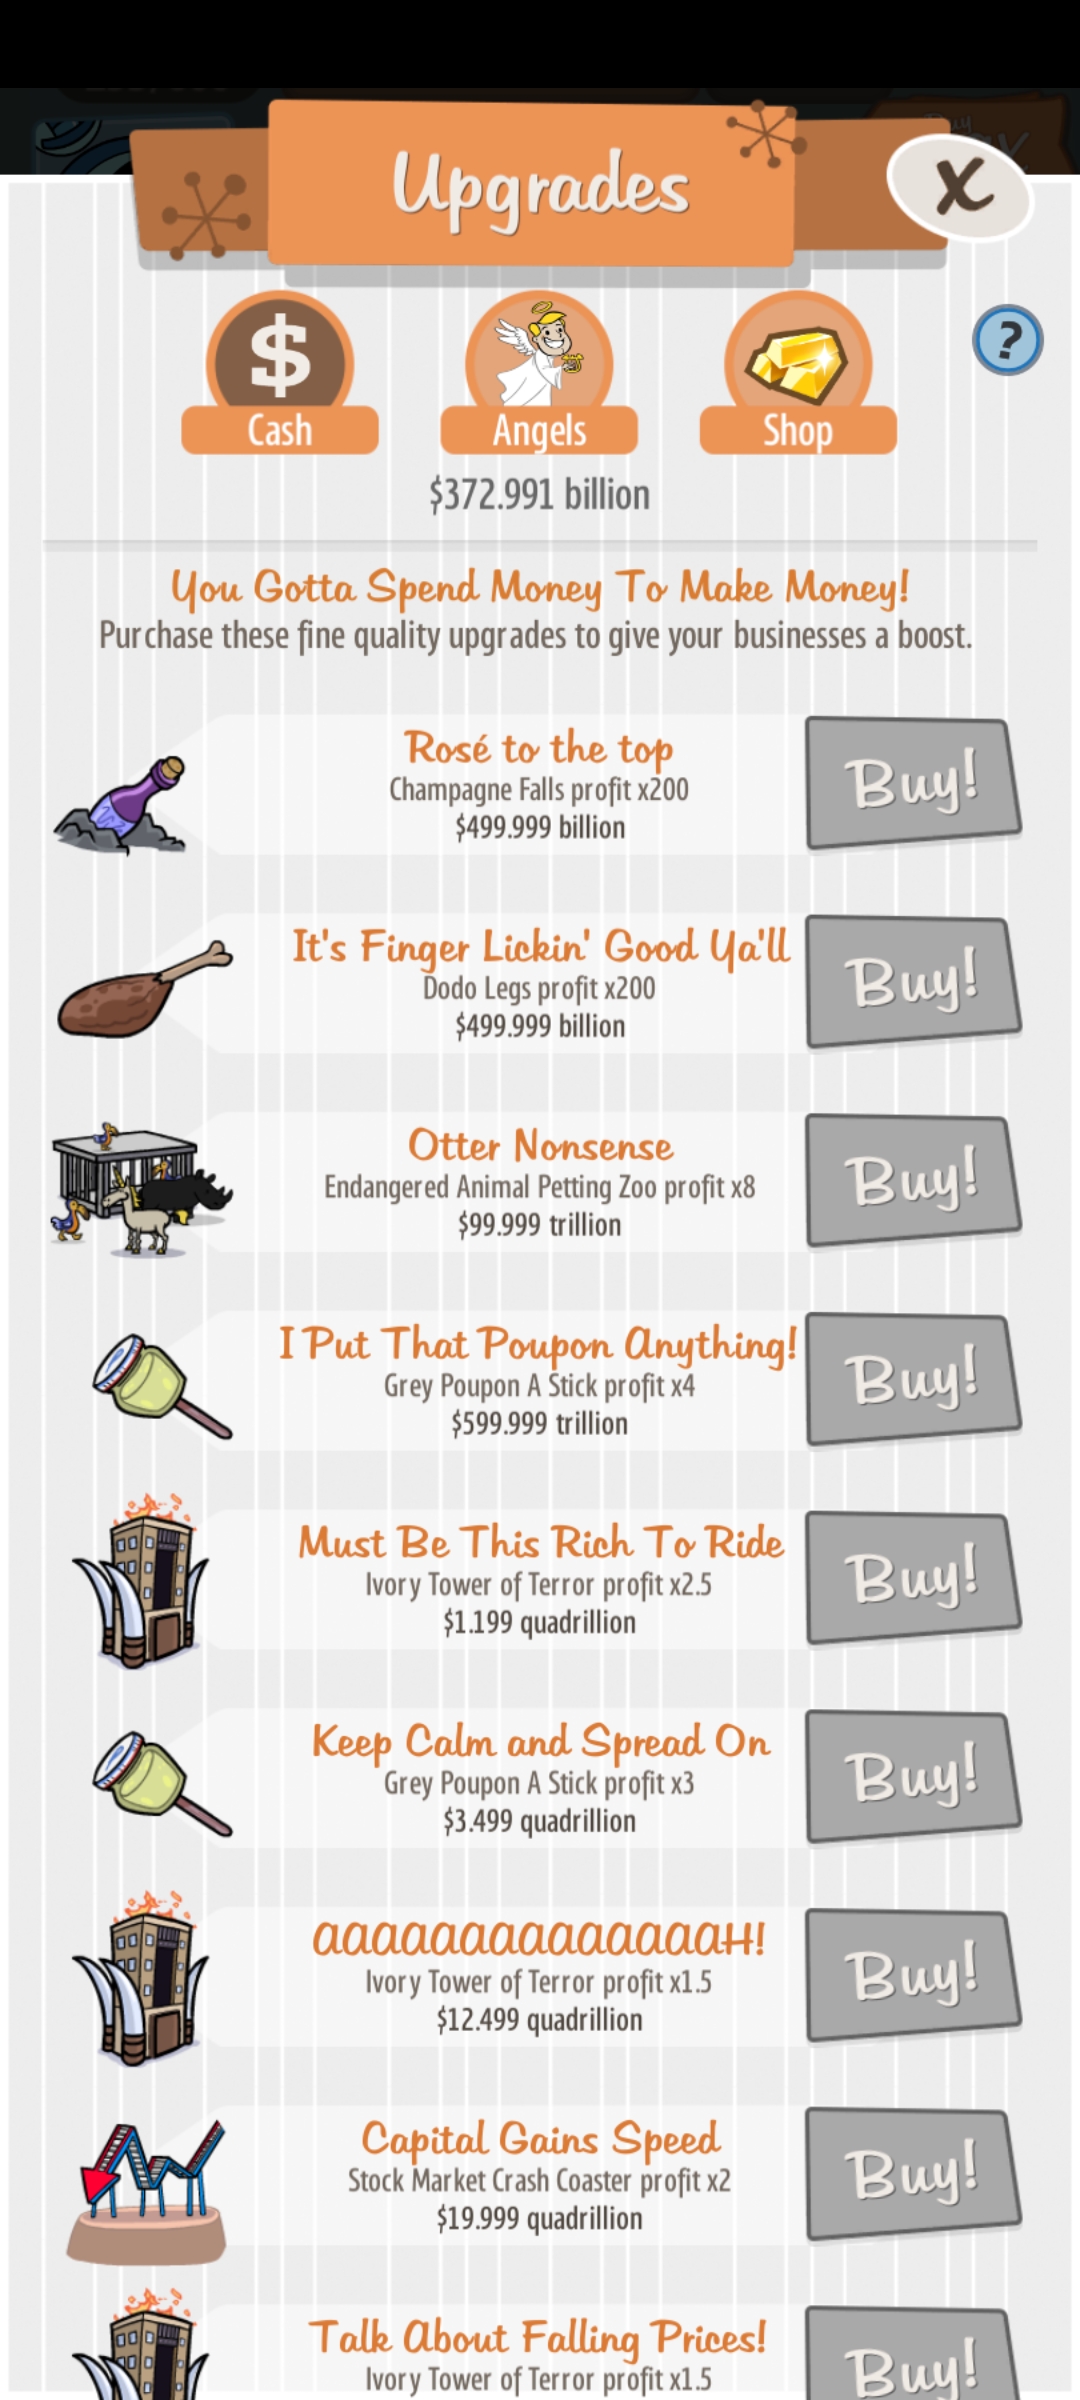 Upgrades
X
Cash
Angels
Shop
?
$372.991 billion
You Gotta Spend Money To Make Money!
Purchase these fine quality upgrades to give your businesses a boost.
Rosé to the top
Champagne Falls profit x200
$499.999 billion
Buy!
It's Finger Lickin' Good Ya'll
Dodo Legs profit x200
$499.999 billion
Buy!
Otter Nonsense
Endangered Animal Petting Zoo profit x8
$99.999 trillion
Buy!
I Put That Poupon Anything!
Grey Poupon A Stick profit x4
$599.999 trillion
Buy!
Must Be This Rich To Ride
Ivory Tower of Terror profit x2.5
$1.199 quadrillion
Buy!
Keep Calm and Spread On
Grey Poupon A Stick profit x3
$3.499 quadrillion
Buy!
AAAAAAAAAAAAAAH!
Ivory Tower of Terror profit x1.5
$12.499 quadrillion
Buy!
Capital Gains Speed
Stock Market Crash Coaster profit x2
$19.999 quadrillion
Buy!
Talk About Falling Prices!
Ivory Tower of Terror profit x1.5
Buy!